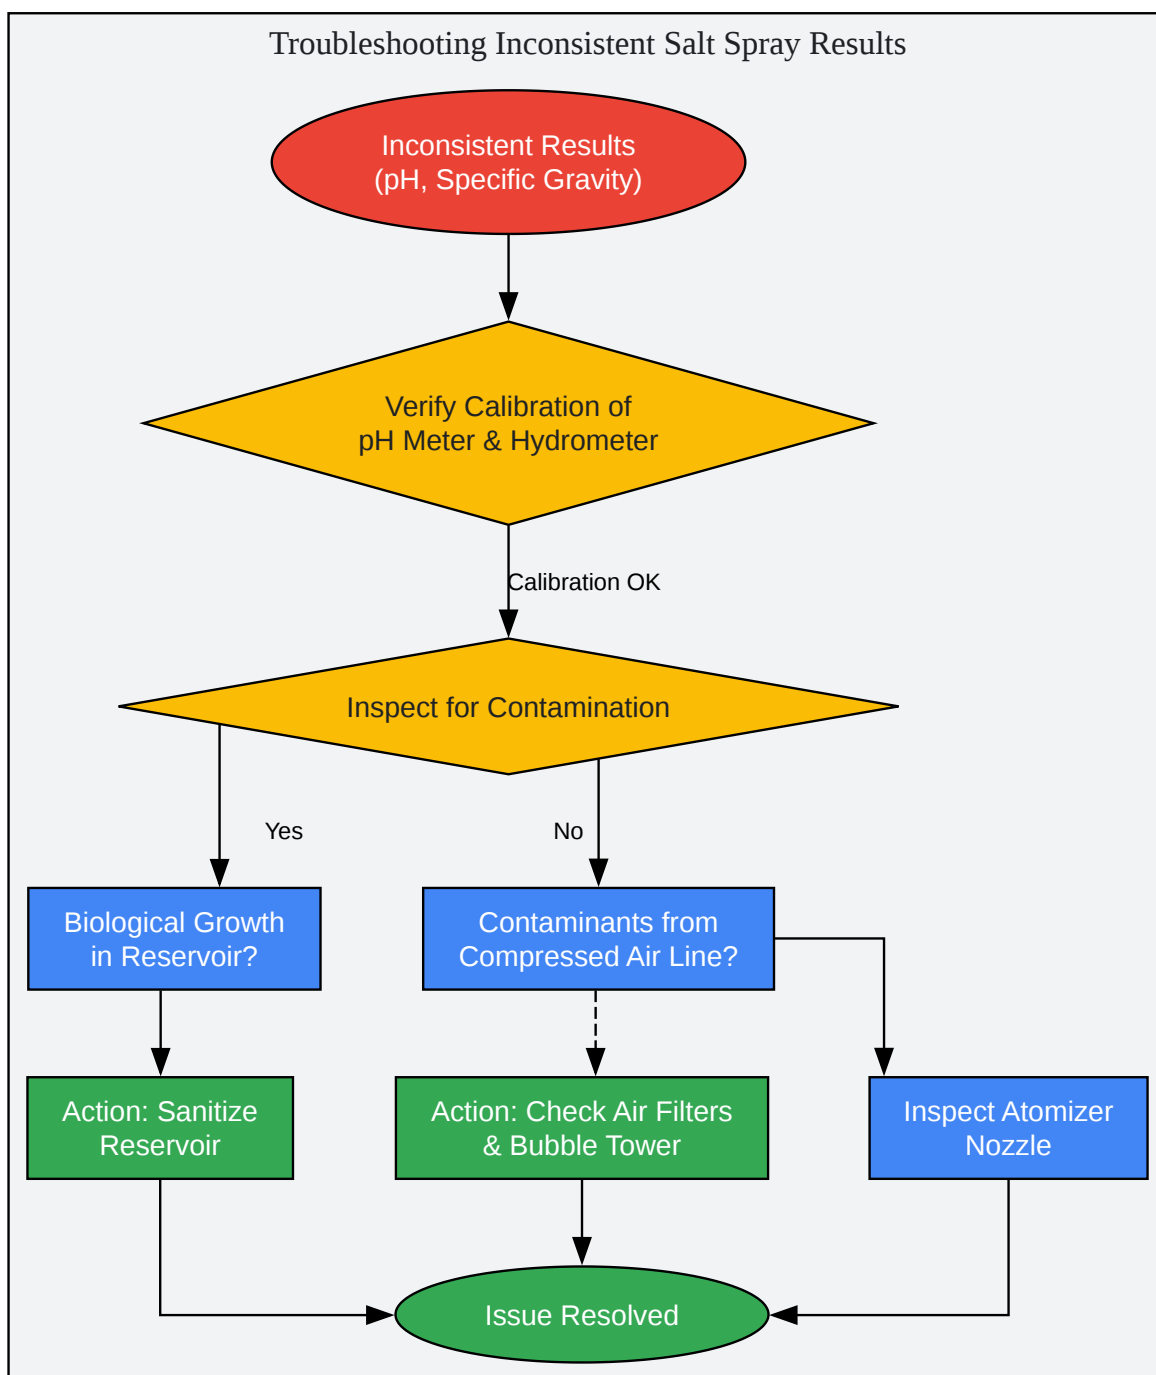 Troubleshooting Inconsistent Salt Spray Results
Inconsistent Results
(pH, Specific Gravity)
Verify Calibration of
pH Meter & Hydrometer
Calibration OK
Inspect for Contamination
Yes
No
Biological Growth
in Reservoir?
Contaminants from
Compressed Air Line?
Action: Sanitize
Reservoir
Action: Check Air Filters
& Bubble Tower
Inspect Atomizer
Nozzle
Issue Resolved